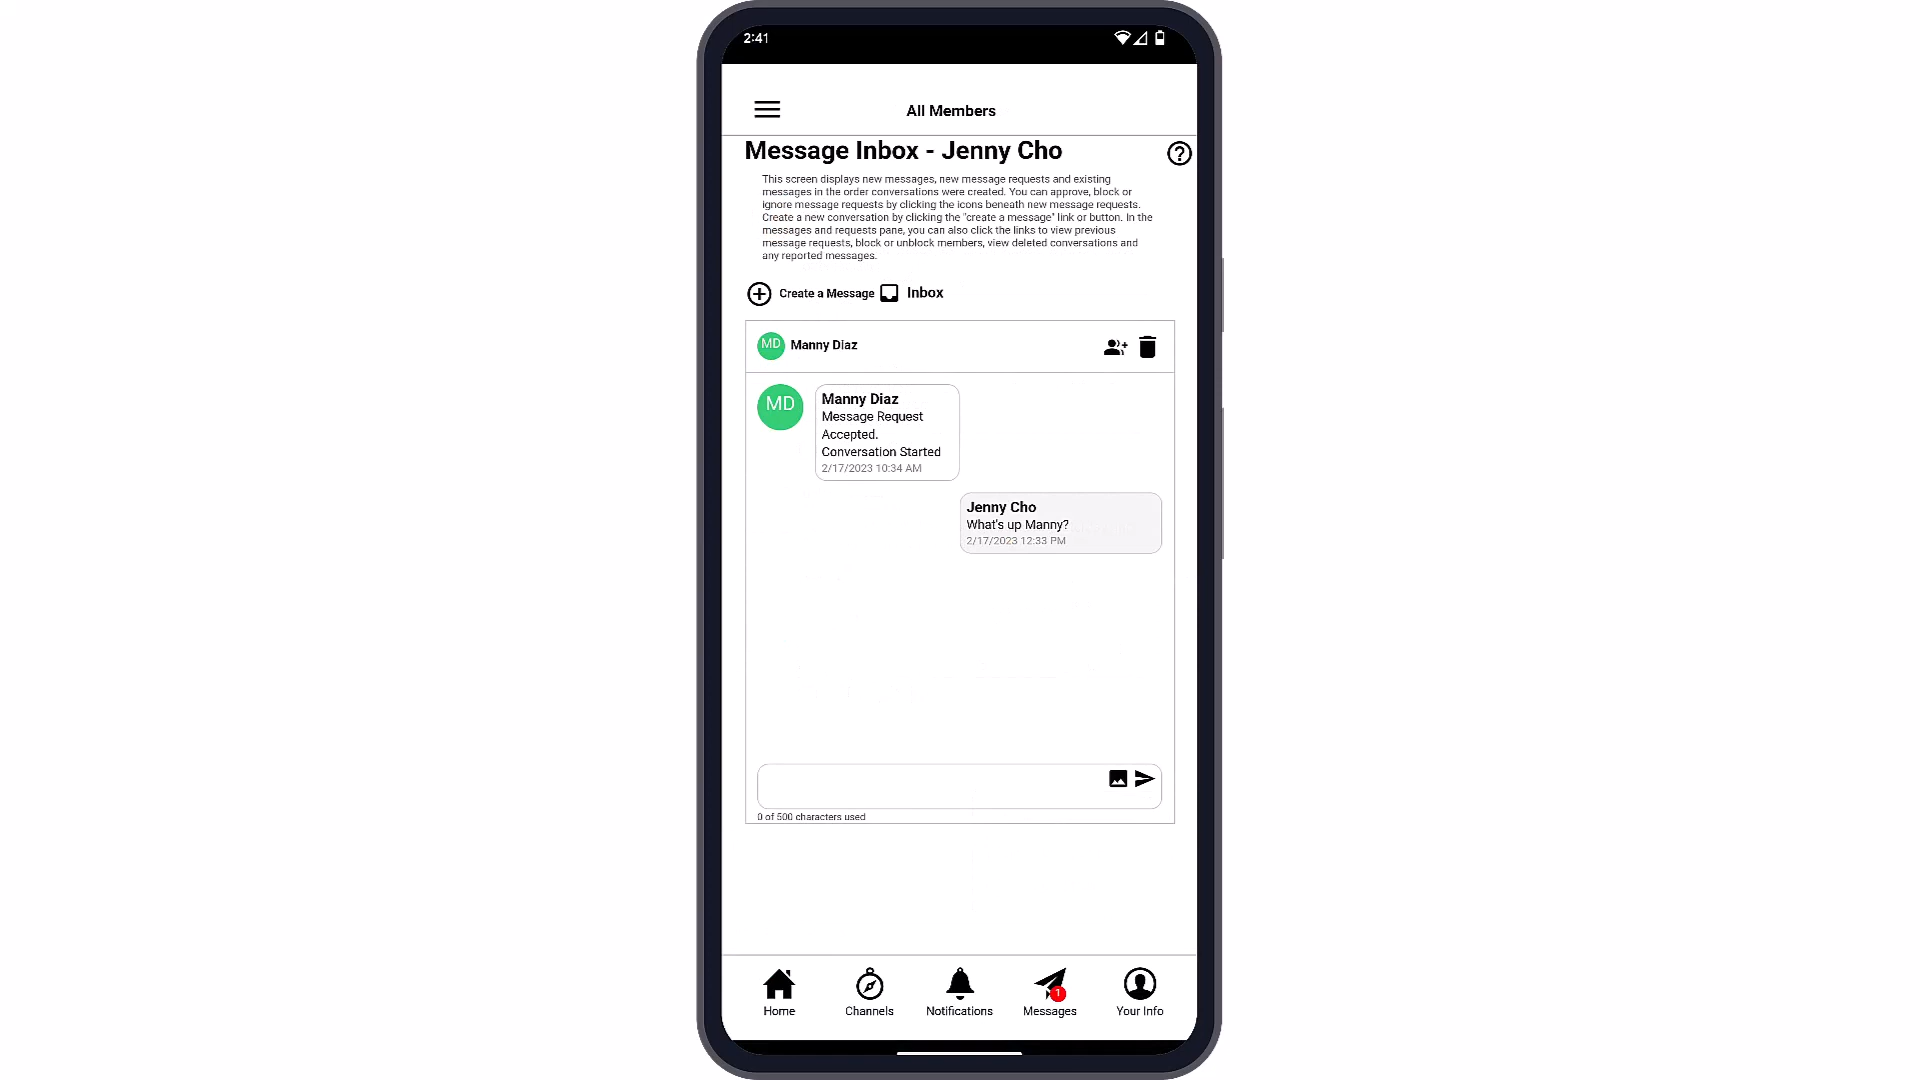 2:41
All Members
Message Inbox - Jenny Cho
This screen displays new messages, new message requests and existing
messages in the order conversations were created. You can approve, block or
ignore message requests by clicking the icons beneath new message requests.
Create a new conversation by clicking the "create a message" link or button. In the
messages and requests pane, you can also click the links to view previous
message requests, block or unblock members, view deleted conversations and
any reported messages.
Create a Message Inbox
MD Manny Diaz
MD
Manny Diaz
Message Request
Accepted.
Conversation Started
2/17/2023 10:34 AM
Jenny Cho
What's up Manny?
2/17/2023 12:33 PM
0 of 500 characters used
1
Home Channels Notifications Messages Your Info